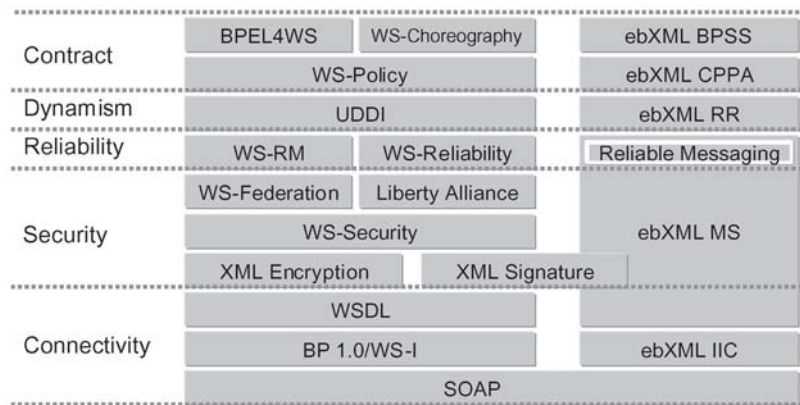 Contract
BPEL4WS
WS-Choreography
ebXML BPSS
WS-Policy
ebXML CPPA
Dynamism
UDDI
ebXML RR
Reliability
WS-RM
WS-Reliability
Reliable Messaging
Security
WS-Federation
Liberty Alliance
WS-Security
ebXML MS
XML Encryption
XML Signature
Connectivity
WSDL
BP 1.0/WS-I
ebXML IIC
SOAP